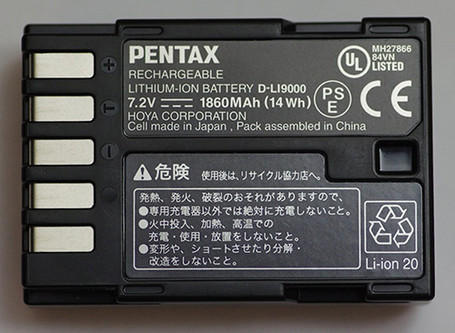 PENTAX
RECHARGEABLE
LITHIUM-ION BATTERY D-LI9000
7.2V ⎓ 1860MAh (14 Wh)
HOYA CORPORATION
Cell made in Japan , Pack assembled in China
UL
MH27866
84VN
LISTED
PS
E
CE
+
-
-
⚠危険 使用後は、リサイクル協力店へ。
発熱、発火、破裂のおそれがありますので、
●専用充電器以外では絶対に充電しないこと。
●火中投入、加熱、高温での
充電・使用・放置をしないこと。
●変形や、ショートさせたり分解・
改造をしないこと。
Li-ion 20